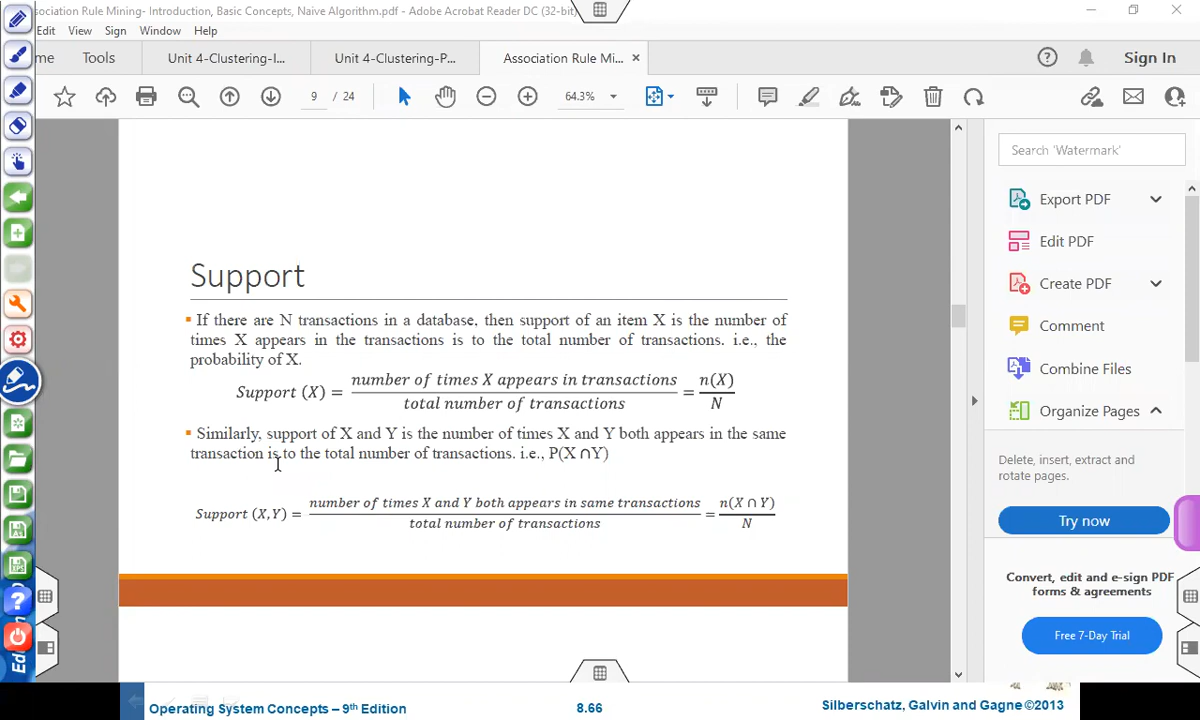 ssociation Rule Mining- Introduction, Basic Concepts, Naive Algorithm.pdf - Adobe Acrobat Reader DC (32-bit)
Edit View Sign Window Help
me Tools Unit 4-Clustering-I... Unit 4-Clustering-P... Association Rule Mi... × Sign In
9 / 24 64.3%
Search 'Watermark'
Export PDF
Edit PDF
Create PDF
Comment
Combine Files
Organize Pages
Delete, insert, extract and
rotate pages.
Try now
Convert, edit and e-sign PDF
forms & agreements
Free 7-Day Trial
Support
If there are N transactions in a database, then support of an item X is the number of
times X appears in the transactions is to the total number of transactions. i.e., the
probability of X.
Support (X) = number of times X appears in transactions / total number of transactions = n(X) / N
Similarly, support of X and Y is the number of times X and Y both appears in the same
transaction is to the total number of transactions. i.e., P(X ∩Y)
Support (X,Y) = number of times X and Y both appears in same transactions / total number of transactions = n(X ∩ Y) / N
Operating System Concepts – 9th Edition 8.66 Silberschatz, Galvin and Gagne ©2013